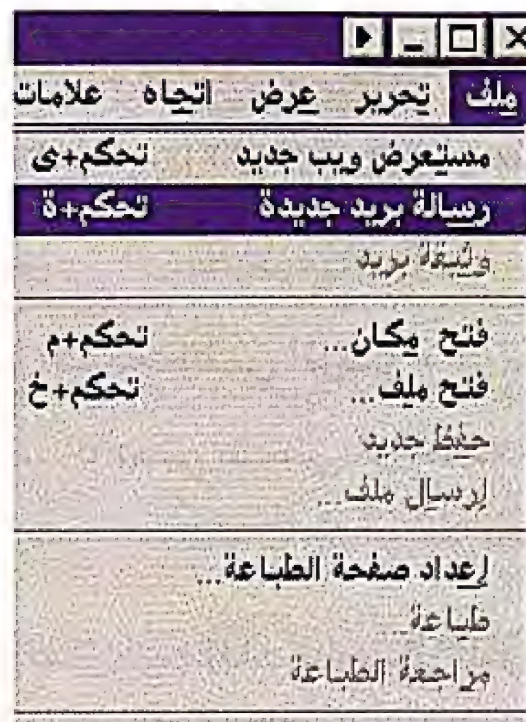 ملف تحرير عرض اتجاه علامات
مستعرض ويب جديد تحكم+ى
رسالة بريد جديدة تحكم+ة
وثيقة بريد
فتح مكان... تحكم+م
فتح ملف... تحكم+خ
حفظ جديد
إرسال ملف...
إعداد صفحة الطباعة...
طباعة...
مراجعة الطباعة